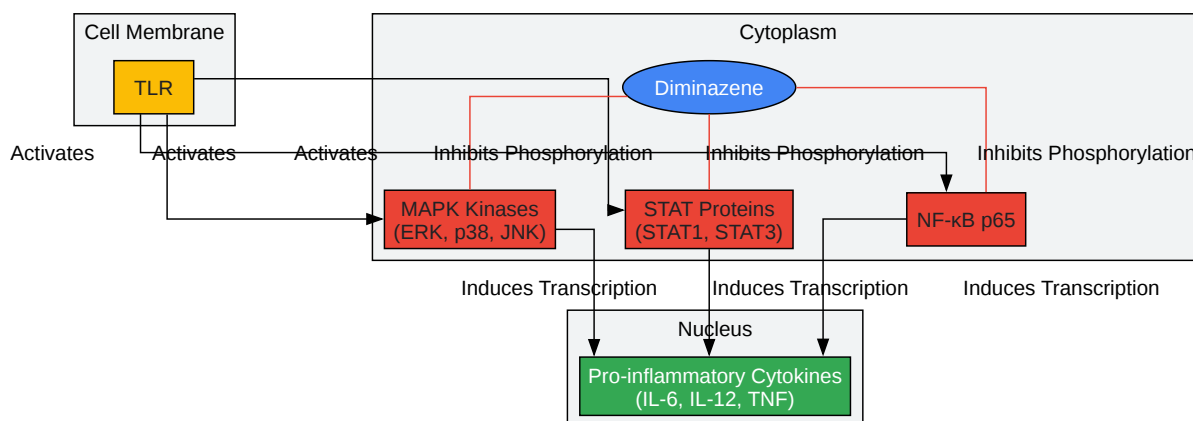 Cell Membrane
Cytoplasm
TLR
Diminazene
Activates
Activates
Activates
Inhibits Phosphorylation
Inhibits Phosphorylation
Inhibits Phosphorylation
MAPK Kinases
(ERK, p38, JNK)
STAT Proteins
(STAT1, STAT3)
NF-κB p65
Induces Transcription
Induces Transcription
Induces Transcription
Nucleus
Pro-inflammatory Cytokines
(IL-6, IL-12, TNF)